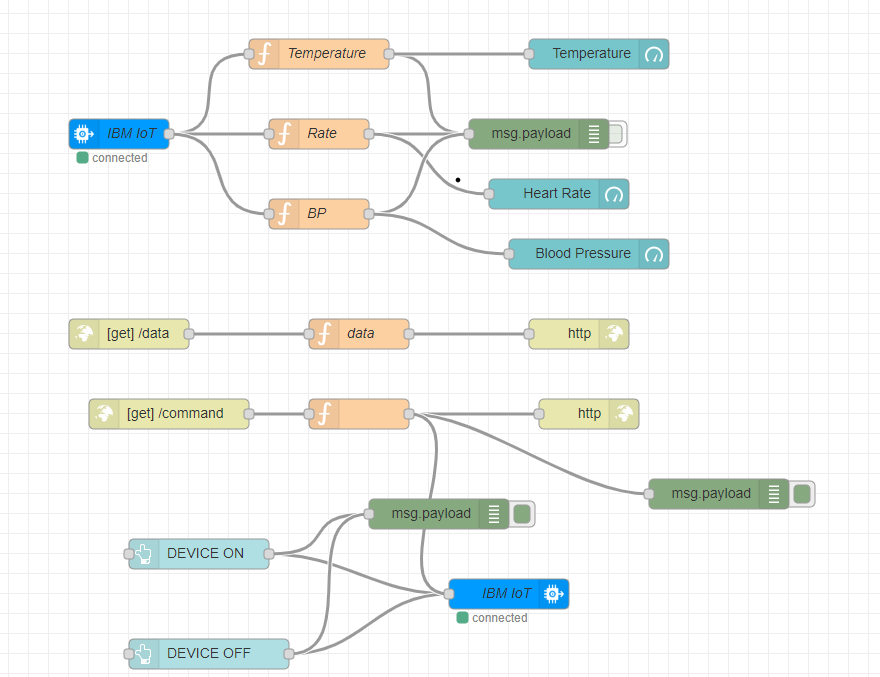 Temperature
Temperature
IBM IoT
connected
Rate
msg.payload
Heart Rate
BP
Blood Pressure
[get] /data
data
http
[get] /command
http
msg.payload
msg.payload
DEVICE ON
IBM IoT
connected
DEVICE OFF